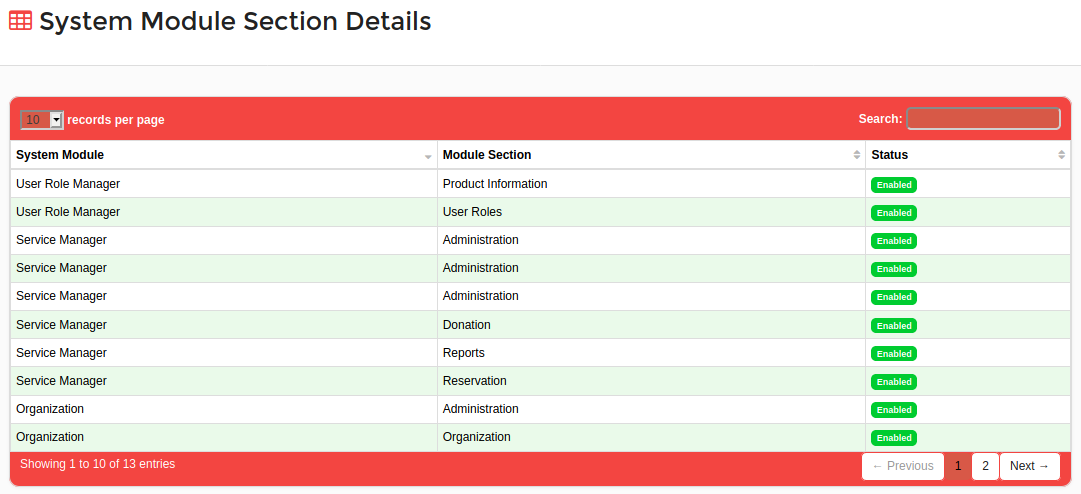 System Module Section Details
10 records per page Search:
System Module Module Section Status
User Role Manager Product Information Enabled
User Role Manager User Roles Enabled
Service Manager Administration Enabled
Service Manager Administration Enabled
Service Manager Administration Enabled
Service Manager Donation Enabled
Service Manager Reports Enabled
Service Manager Reservation Enabled
Organization Administration Enabled
Organization Organization Enabled
Showing 1 to 10 of 13 entries ← Previous 1 2 Next →